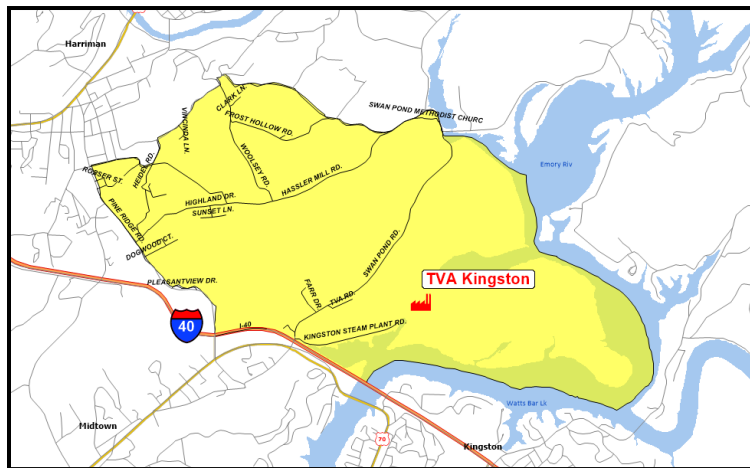 Harriman
CLARK LN.
SWAN POND METHODIST CHURC
VIRGINIA LN.
FROST HOLLOW RD.
Emory Riv
HEIDEL RD.
WOOLSEY RD.
HASSLER MILL RD.
ROSSER ST.
HIGHLAND DR.
SUNSET LN.
PINE RIDGE RD.
DOGWOOD CT.
SWAN POND RD.
PLEASANTVIEW DR.
TVA Kingston
FARR DR.
TVA RD.
40
I-40
KINGSTON STEAM PLANT RD.
Watts Bar Lk
Midtown
70
Kingston